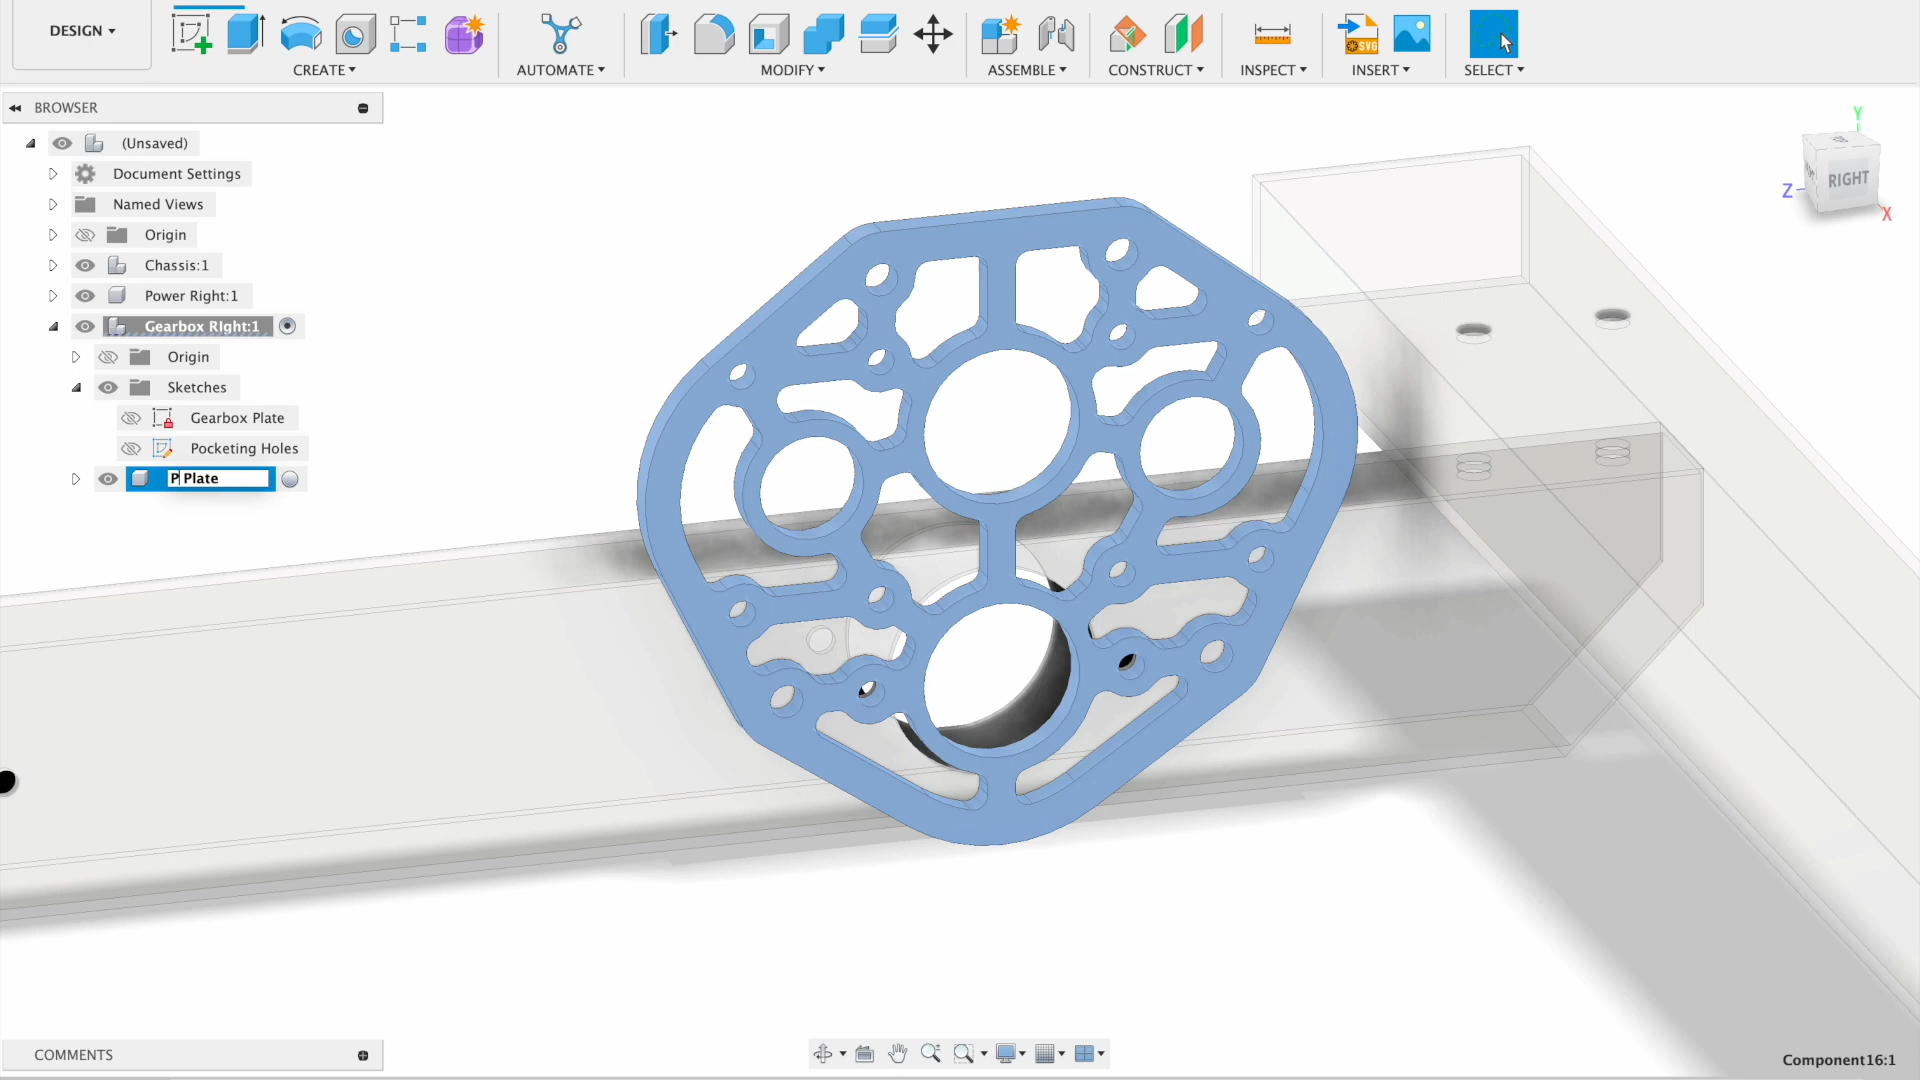 DESIGN
CREATE
AUTOMATE
MODIFY
ASSEMBLE
CONSTRUCT
INSPECT
SVG
INSERT
SELECT
BROWSER
(Unsaved)
Document Settings
Named Views
Origin
Chassis:1
Power Right:1
Gearbox RIght:1
Origin
Sketches
Gearbox Plate
Pocketing Holes
P Plate
Y
RIGHT
Z
X
COMMENTS
Component16:1